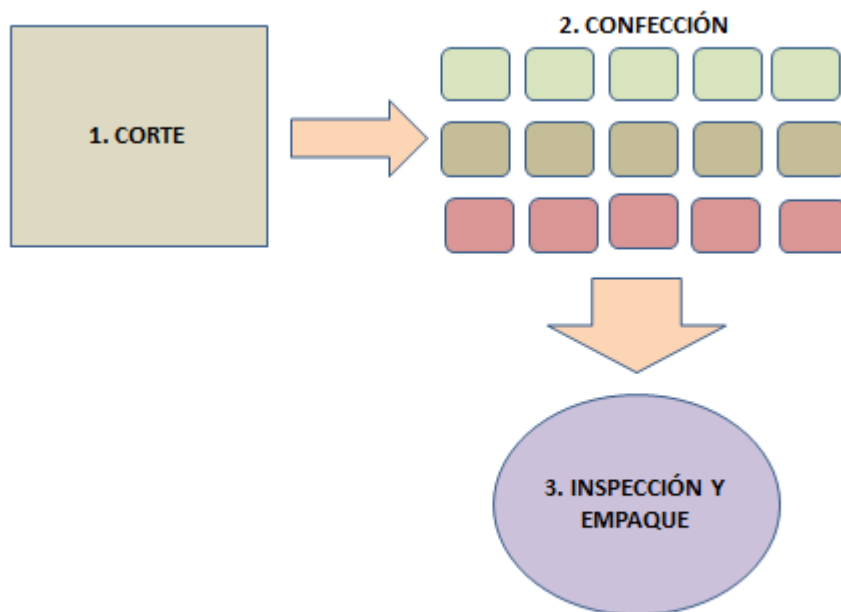 1. CORTE
2. CONFECCIÓN
3. INSPECCIÓN Y
EMPAQUE